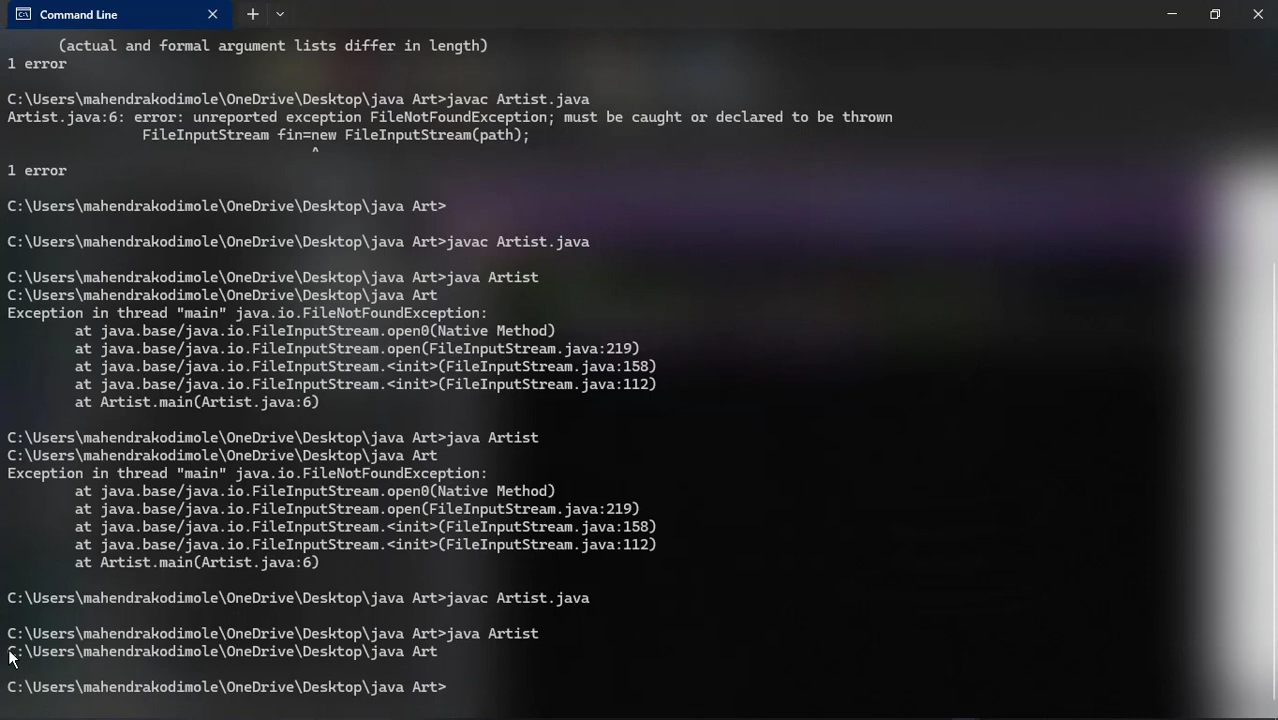 Command Line
(actual and formal argument lists differ in length)
1 error
C:\Users\mahendrakodimole\OneDrive\Desktop\java Art>javac Artist.java
Artist.java:6: error: unreported exception FileNotFoundException; must be caught or declared to be thrown
FileInputStream fin=new FileInputStream(path);
^
1 error
C:\Users\mahendrakodimole\OneDrive\Desktop\java Art>
C:\Users\mahendrakodimole\OneDrive\Desktop\java Art>javac Artist.java
C:\Users\mahendrakodimole\OneDrive\Desktop\java Art>java Artist
C:\Users\mahendrakodimole\OneDrive\Desktop\java Art
Exception in thread "main" java.io.FileNotFoundException:
at java.base/java.io.FileInputStream.open0(Native Method)
at java.base/java.io.FileInputStream.open(FileInputStream.java:219)
at java.base/java.io.FileInputStream.<init>(FileInputStream.java:158)
at java.base/java.io.FileInputStream.<init>(FileInputStream.java:112)
at Artist.main(Artist.java:6)
C:\Users\mahendrakodimole\OneDrive\Desktop\java Art>java Artist
C:\Users\mahendrakodimole\OneDrive\Desktop\java Art
Exception in thread "main" java.io.FileNotFoundException:
at java.base/java.io.FileInputStream.open0(Native Method)
at java.base/java.io.FileInputStream.open(FileInputStream.java:219)
at java.base/java.io.FileInputStream.<init>(FileInputStream.java:158)
at java.base/java.io.FileInputStream.<init>(FileInputStream.java:112)
at Artist.main(Artist.java:6)
C:\Users\mahendrakodimole\OneDrive\Desktop\java Art>javac Artist.java
C:\Users\mahendrakodimole\OneDrive\Desktop\java Art>java Artist
C:\Users\mahendrakodimole\OneDrive\Desktop\java Art
C:\Users\mahendrakodimole\OneDrive\Desktop\java Art>